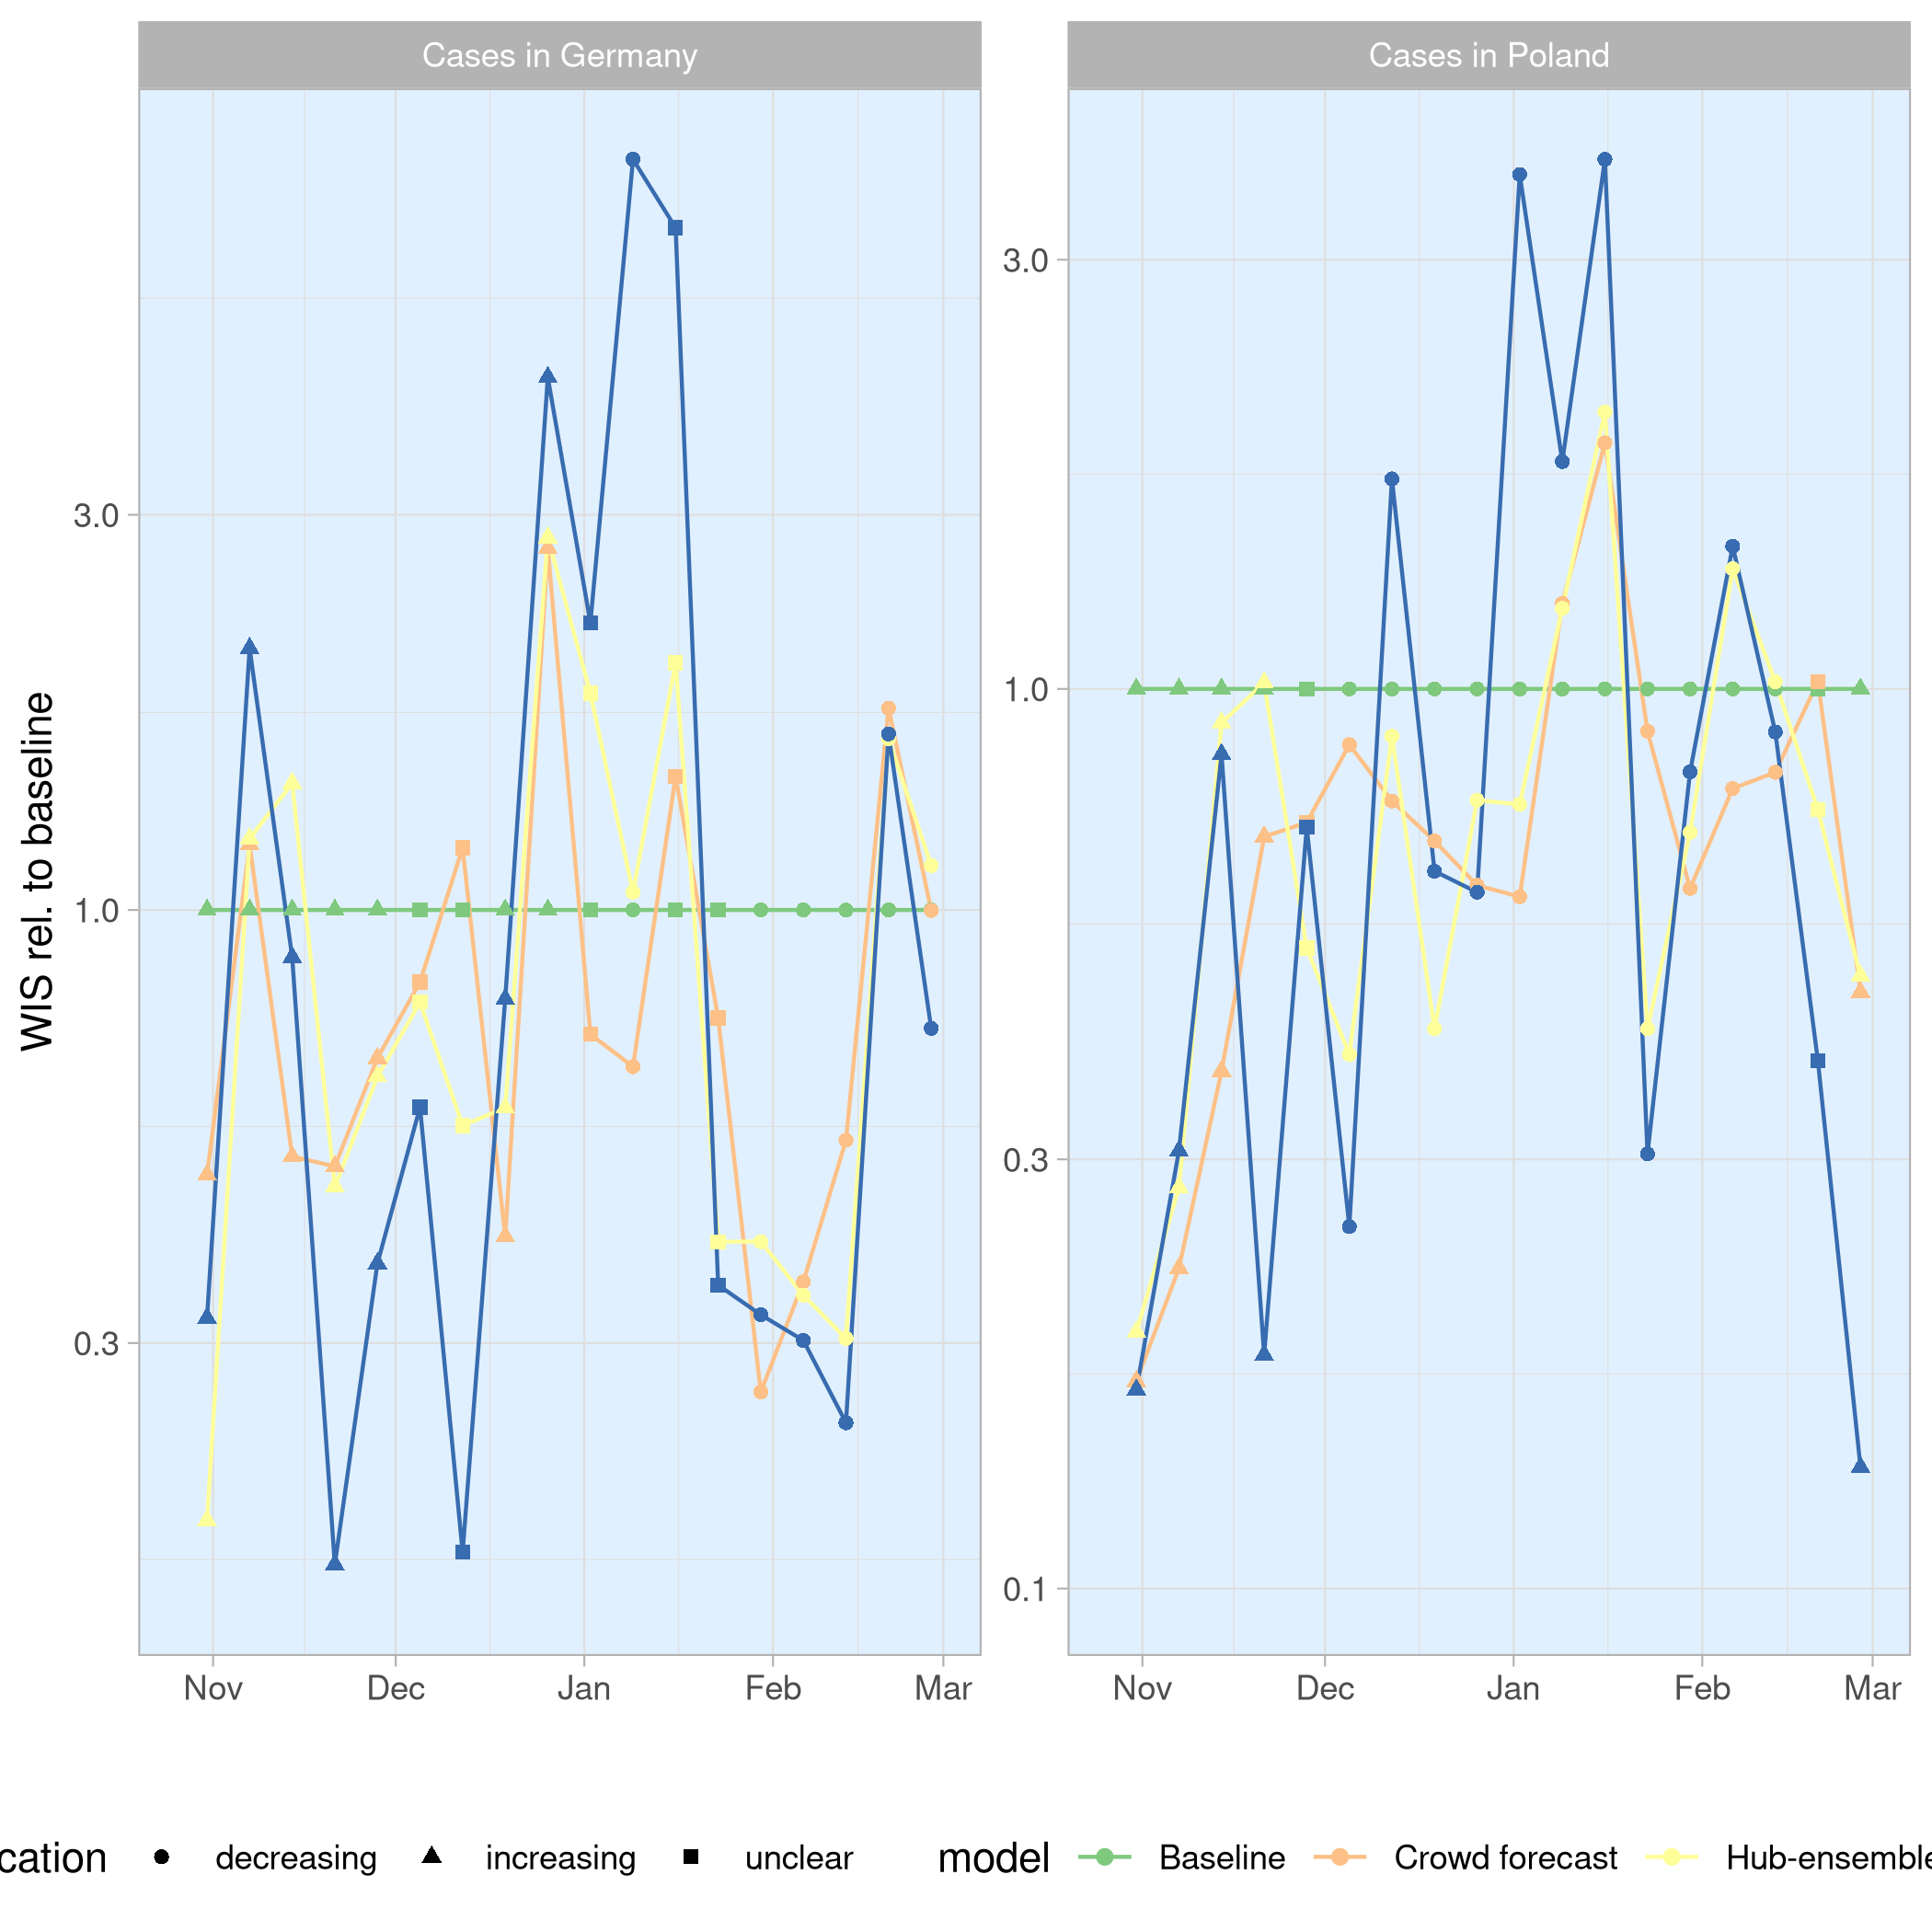 Cases in Germany
Cases in Poland
WIS rel. to baseline
3.0
1.0
0.3
3.0
1.0
0.3
0.1
Nov Dec Jan Feb Mar
Nov Dec Jan Feb Mar
cation decreasing increasing unclear model Baseline Crowd forecast Hub-ensemble